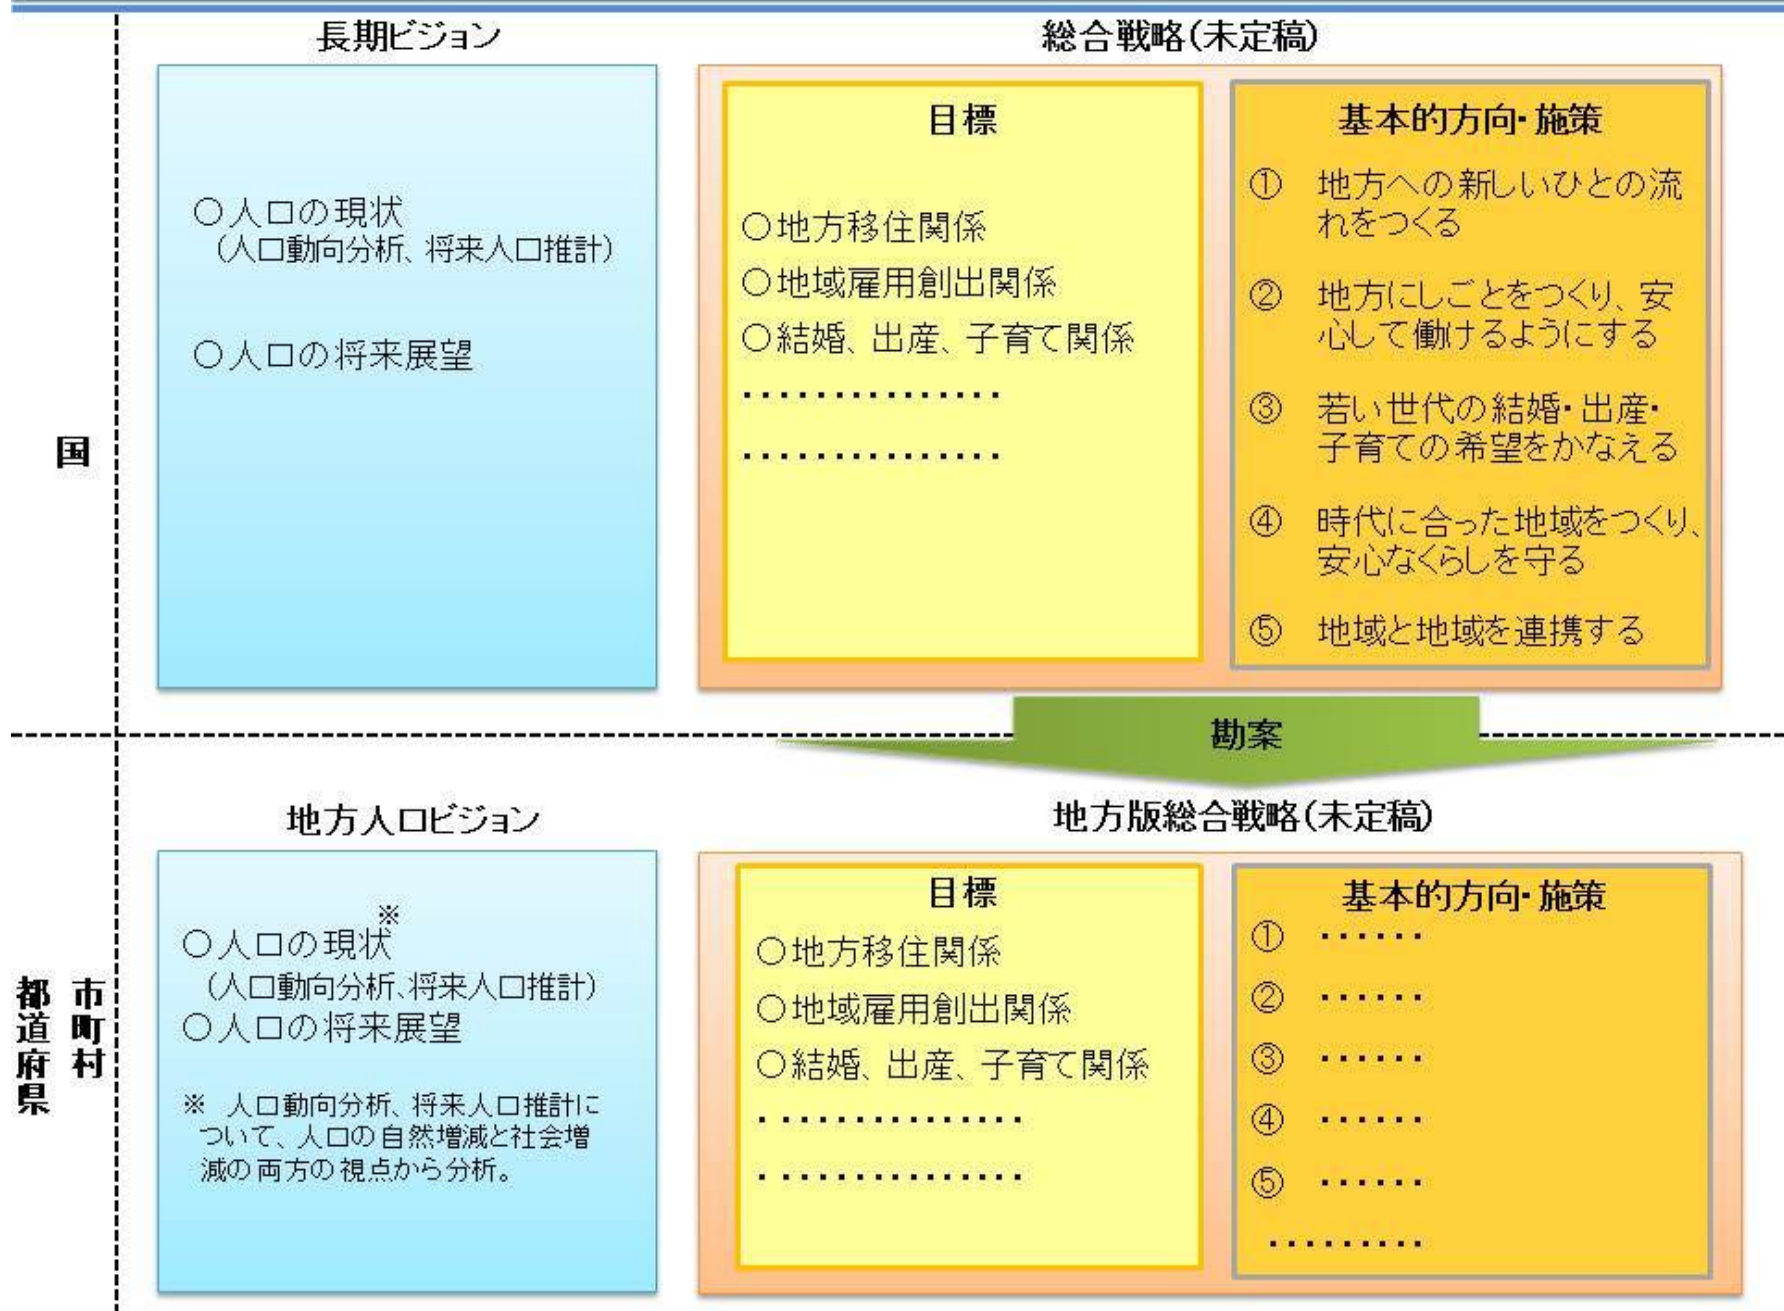 長期ビジョン
総合戦略(未定稿)
国
○人口の現状
(人口動向分析、将来人口推計)
○人口の将来展望
目標
○地方移住関係
○地域雇用創出関係
○結婚、出産、子育て関係
・・・・・・・・・・・・・・・
・・・・・・・・・・・・・・・
基本的方向・施策
① 地方への新しいひとの流
れをつくる
② 地方にしごとをつくり、安
心して働けるようにする
③ 若い世代の結婚・出産・
子育ての希望をかなえる
④ 時代に合った地域をつくり、
安心なくらしを守る
⑤ 地域と地域を連携する
勘案
地方人口ビジョン
地方版総合戦略(未定稿)
市町村
都道府県
○人口の現状※
(人口動向分析、将来人口推計)
○人口の将来展望
※ 人口動向分析、将来人口推計に
ついて、人口の自然増減と社会増
減の両方の視点から分析。
目標
○地方移住関係
○地域雇用創出関係
○結婚、出産、子育て関係
・・・・・・・・・・・・・・・
・・・・・・・・・・・・・・・
基本的方向・施策
① ・・・・・・
② ・・・・・・
③ ・・・・・・
④ ・・・・・・
⑤ ・・・・・・
・・・・・・・・・